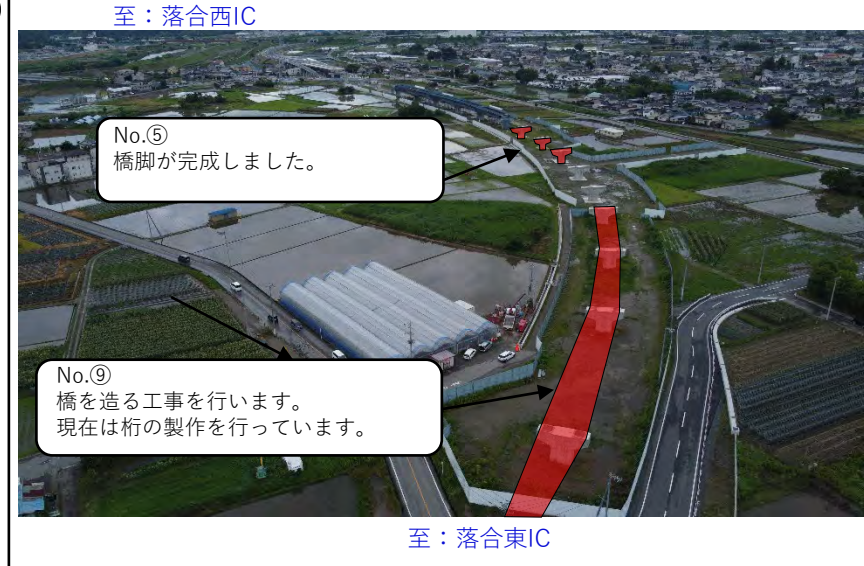 至：落合西IC
No.⑤
橋脚が完成しました。
No.⑨
橋を造る工事を行います。
現在は桁の製作を行っています。
至：落合東IC